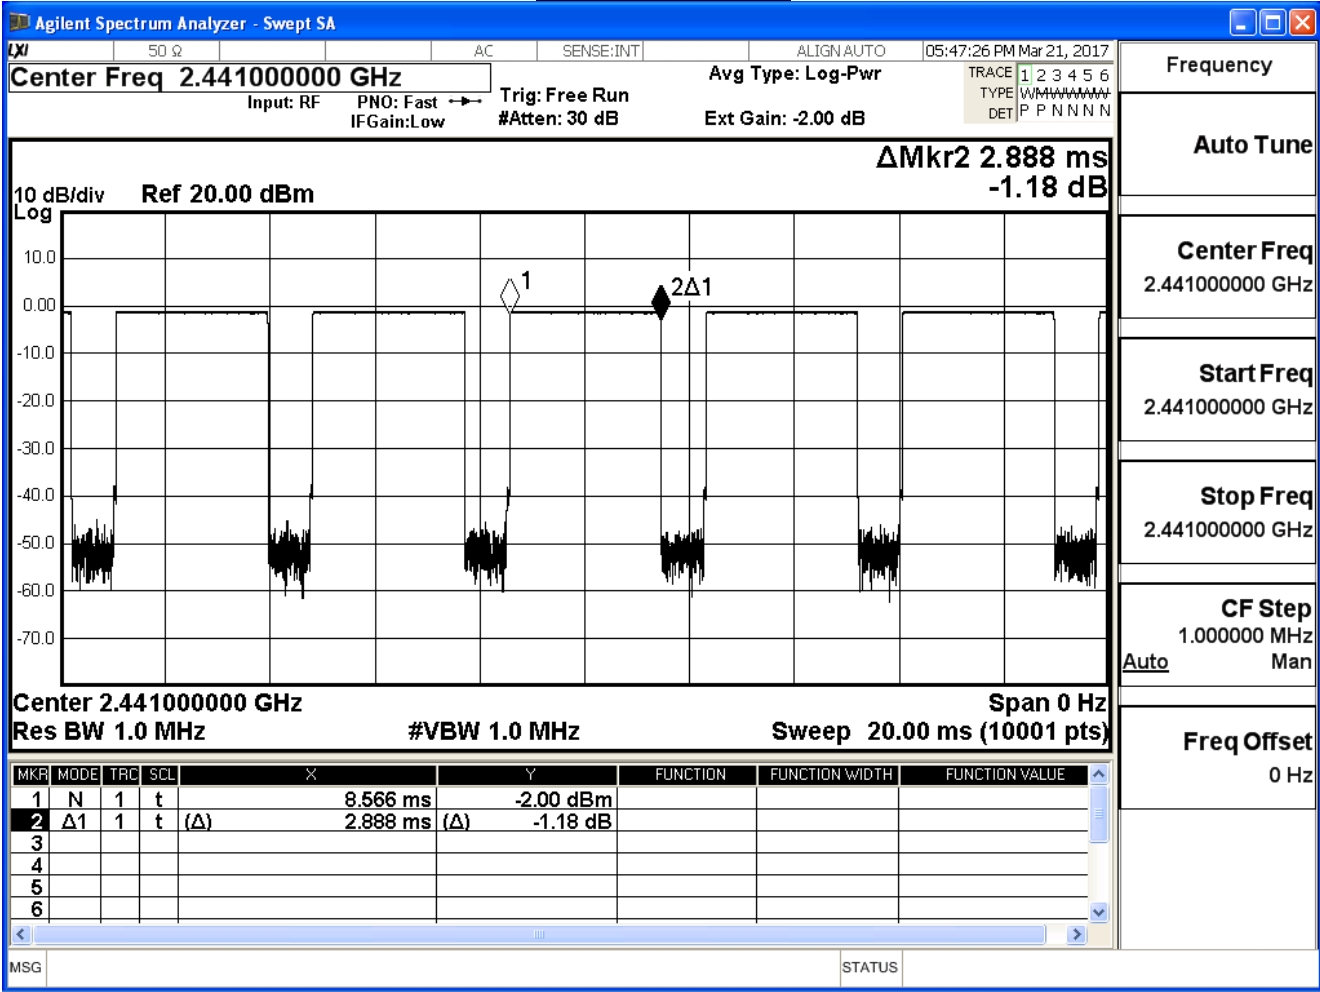 Agilent Spectrum Analyzer - Swept SA
LXI 50 Ω AC SENSE:INT ALIGN AUTO 05:47:26 PM Mar 21, 2017
Center Freq 2.441000000 GHz
Input: RF PNO: Fast
IFGain:Low
Trig: Free Run
#Atten: 30 dB
Avg Type: Log-Pwr
Ext Gain: -2.00 dB
TRACE 1 2 3 4 5 6
TYPE WMWWWW
DET P P N N N N
ΔMkr2 2.888 ms
-1.18 dB
10 dB/div Ref 20.00 dBm
Log
10.0
0.00
-10.0
-20.0
-30.0
-40.0
-50.0
-60.0
-70.0
1
2Δ1
Center 2.441000000 GHz Span 0 Hz
Res BW 1.0 MHz #VBW 1.0 MHz Sweep 20.00 ms (10001 pts)
MKR MODE TRC SCL X Y FUNCTION FUNCTION WIDTH FUNCTION VALUE
1 N 1 t 8.566 ms -2.00 dBm
2 Δ1 1 t (Δ) 2.888 ms (Δ) -1.18 dB
3
4
5
6
MSG STATUS
Frequency
Auto Tune
Center Freq
2.441000000 GHz
Start Freq
2.441000000 GHz
Stop Freq
2.441000000 GHz
CF Step
1.000000 MHz
Auto Man
Freq Offset
0 Hz